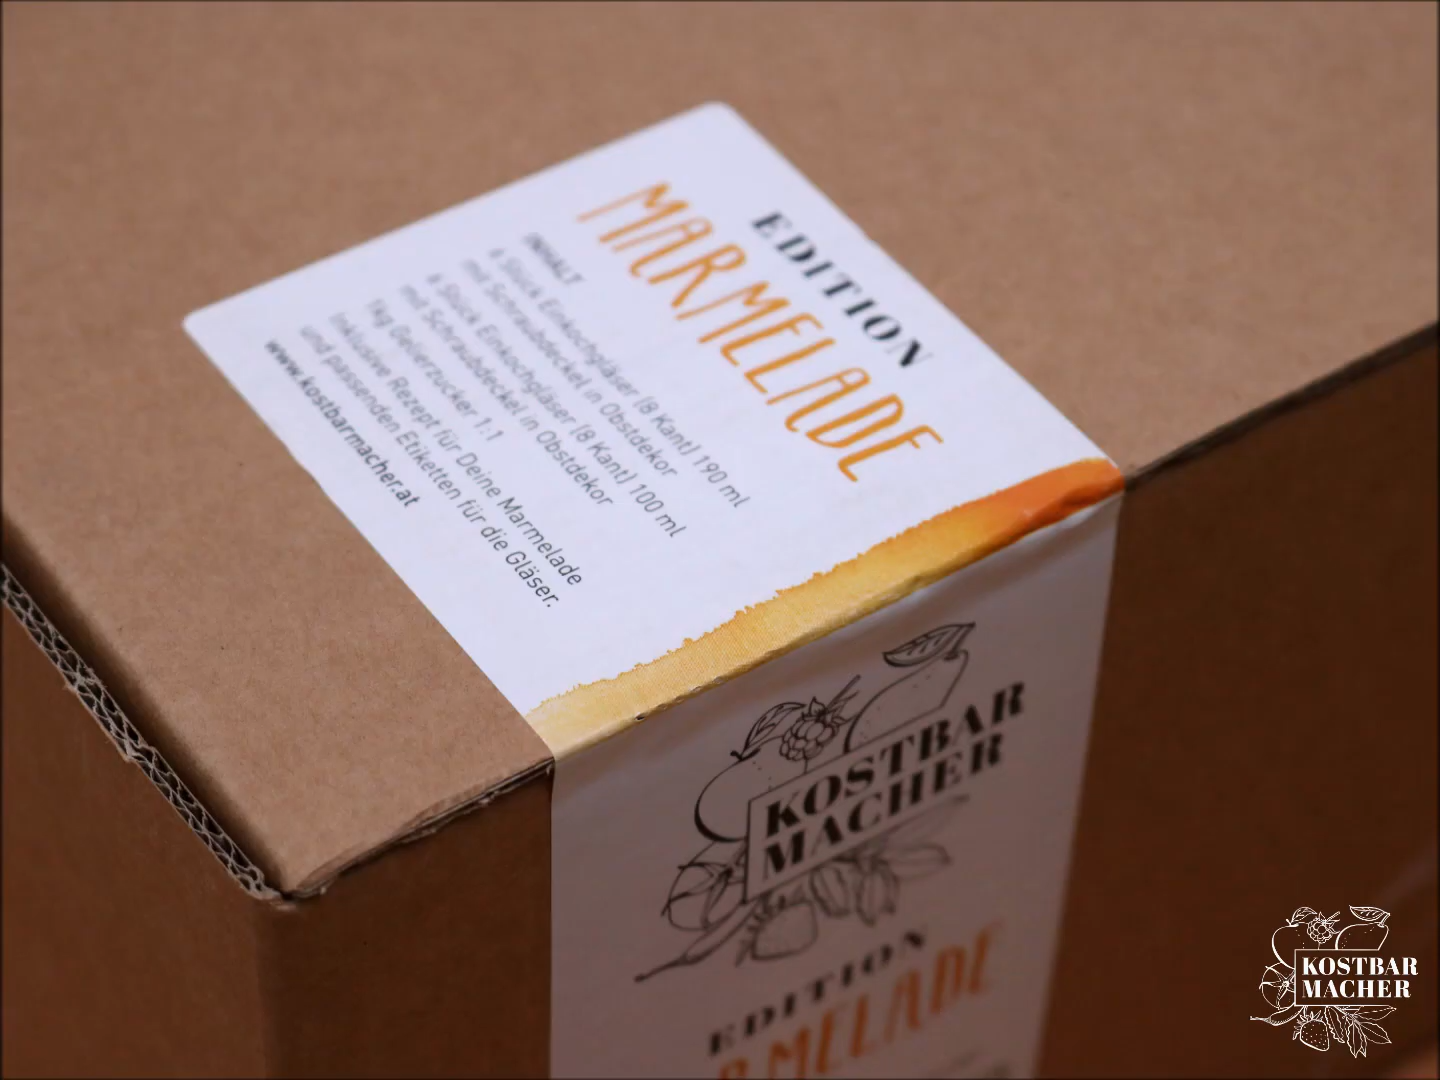 EDITION
MARMELADE
INHALT
6 Stück Einkochgläser (8 Kant) 190 ml
mit Schraubdeckel in Obstdekor
6 Stück Einkochgläser (8 Kant) 100 ml
mit Schraubdeckel in Obstdekor
1kg Gelierzucker 1:1
Inklusive Rezept für Deine Marmelade
und passenden Etiketten für die Gläser.
www.kostbarmacher.at
KOSTBAR
MACHER
EDITION
RMELADE
KOSTBAR
MACHER